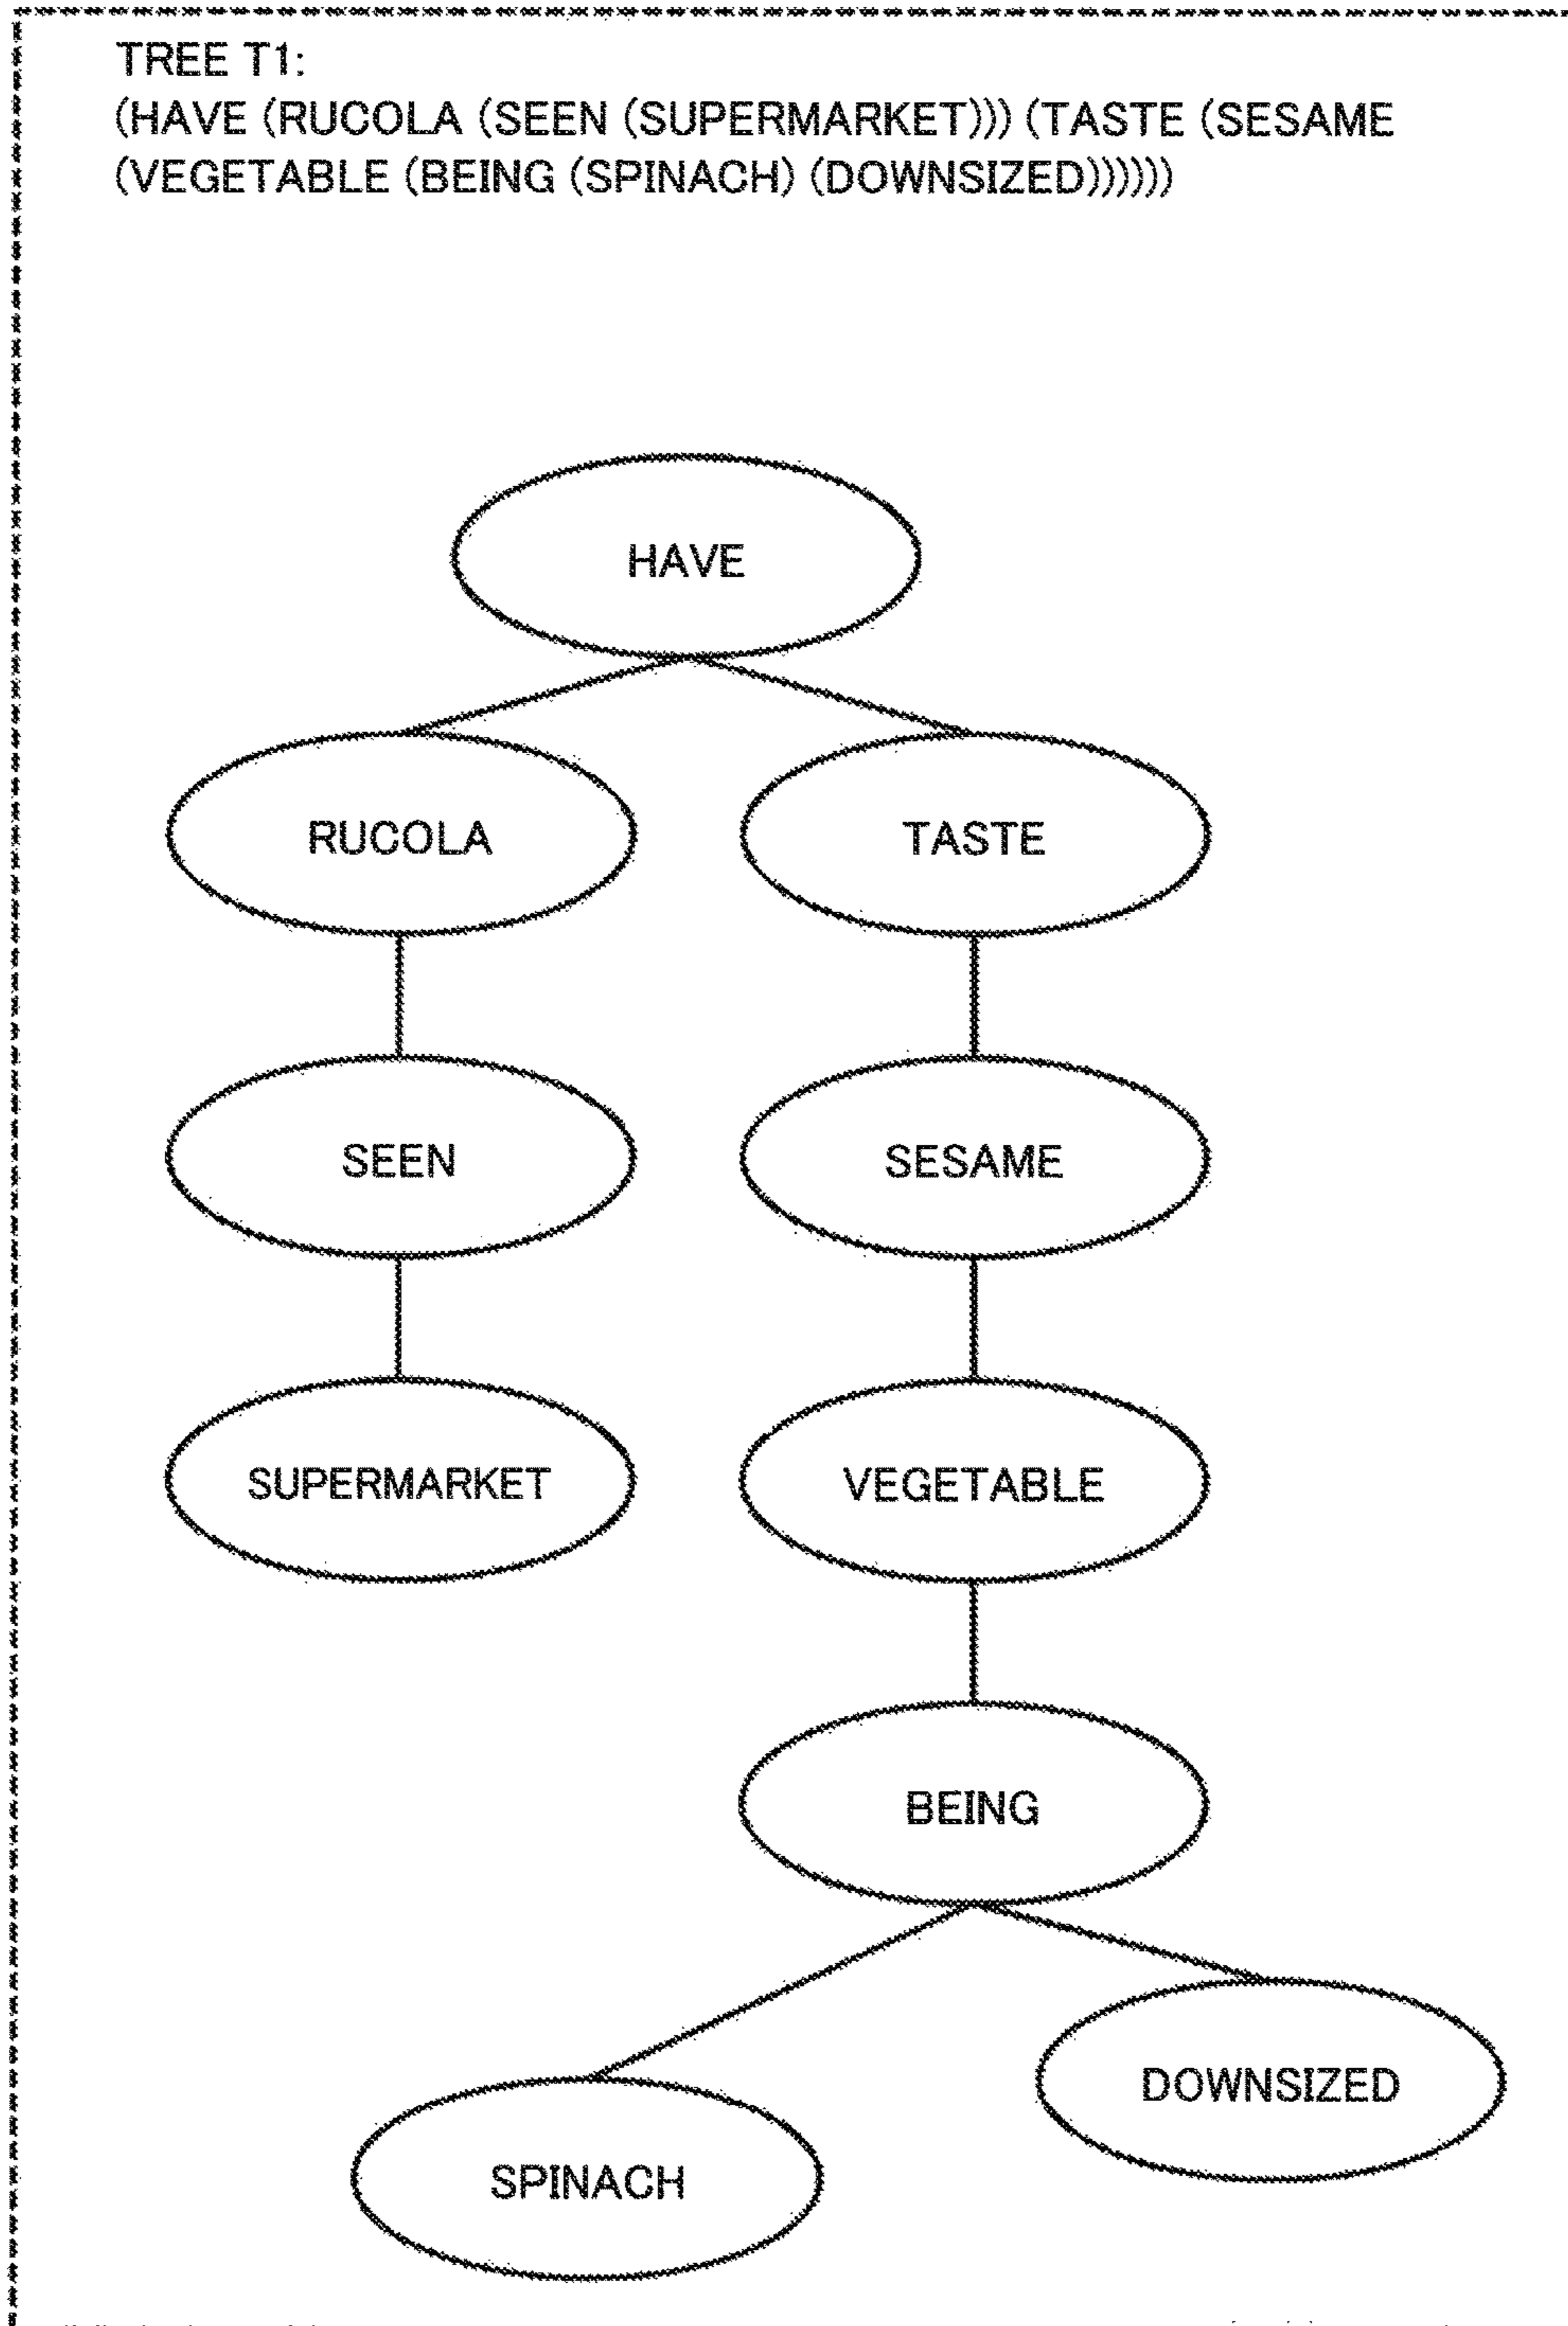 TREE T1:
(HAVE (RUCOLA (SEEN (SUPERMARKET))) (TASTE (SESAME
(VEGETABLE (BEING (SPINACH) (DOWNSIZED))))))
HAVE
RUCOLA
TASTE
SEEN
SESAME
SUPERMARKET
VEGETABLE
BEING
DOWNSIZED
SPINACH